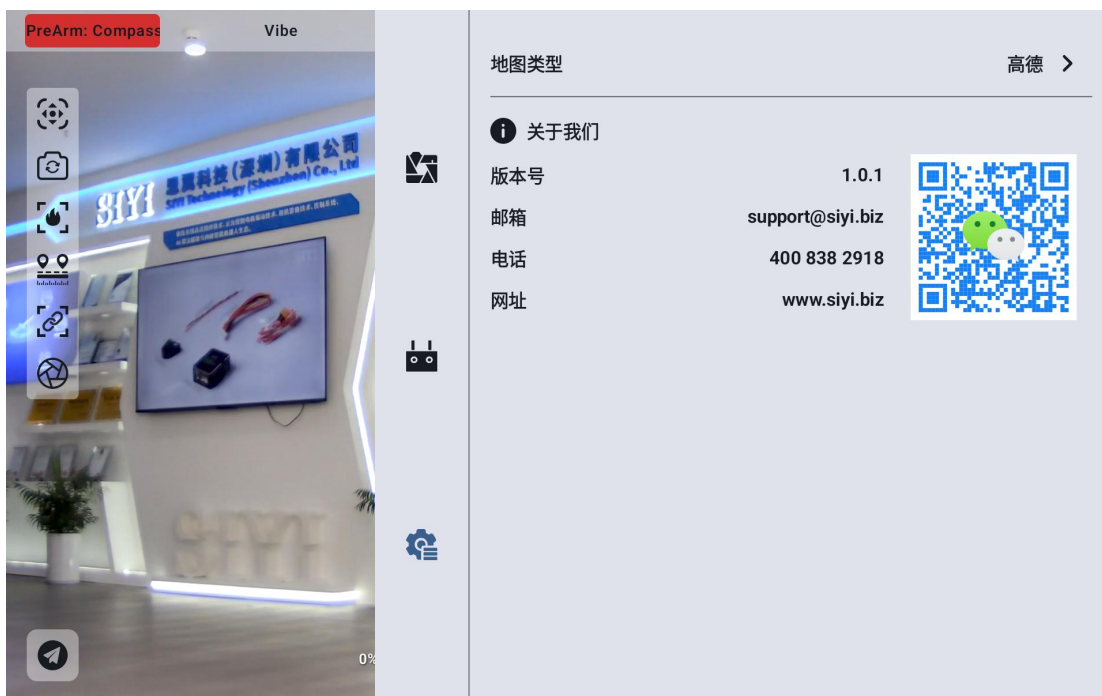 PreArm: Compass
Vibe
地图类型
高德
关于我们
版本号
1.0.1
邮箱
support@siyi.biz
电话
400 838 2918
网址
www.siyi.biz
SIYI
思翼科技(深圳)有限公司
SIYI Technology (Shenzhen) Co., Ltd
SIYI
0%